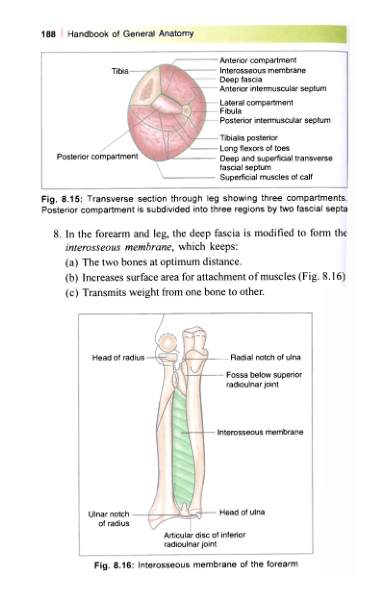 188 | Handbook of General Anatomy
Anterior compartment
Tibia
Interosseous membrane
Deep fascia
Anterior intermuscular septum
Lateral compartment
Fibula
Posterior intermuscular septum
Tibialis posterior
Long flexors of toes
Posterior compartment
Deep and superficial transverse
fascial septum
Superficial muscles of calf
Fig. 8.15: Transverse section through leg showing three compartments.
Posterior compartment is subdivided into three regions by two fascial septa
8. In the forearm and leg, the deep fascia is modified to form the
interosseous membrane, which keeps:
(a) The two bones at optimum distance.
(b) Increases surface area for attachment of muscles (Fig. 8.16)
(c) Transmits weight from one bone to other.
Head of radius
Radial notch of ulna
Fossa below superior
radioulnar joint
Interosseous membrane
Ulnar notch
of radius
Head of ulna
Articular disc of inferior
radioulnar joint
Fig. 8.16: Interosseous membrane of the forearm